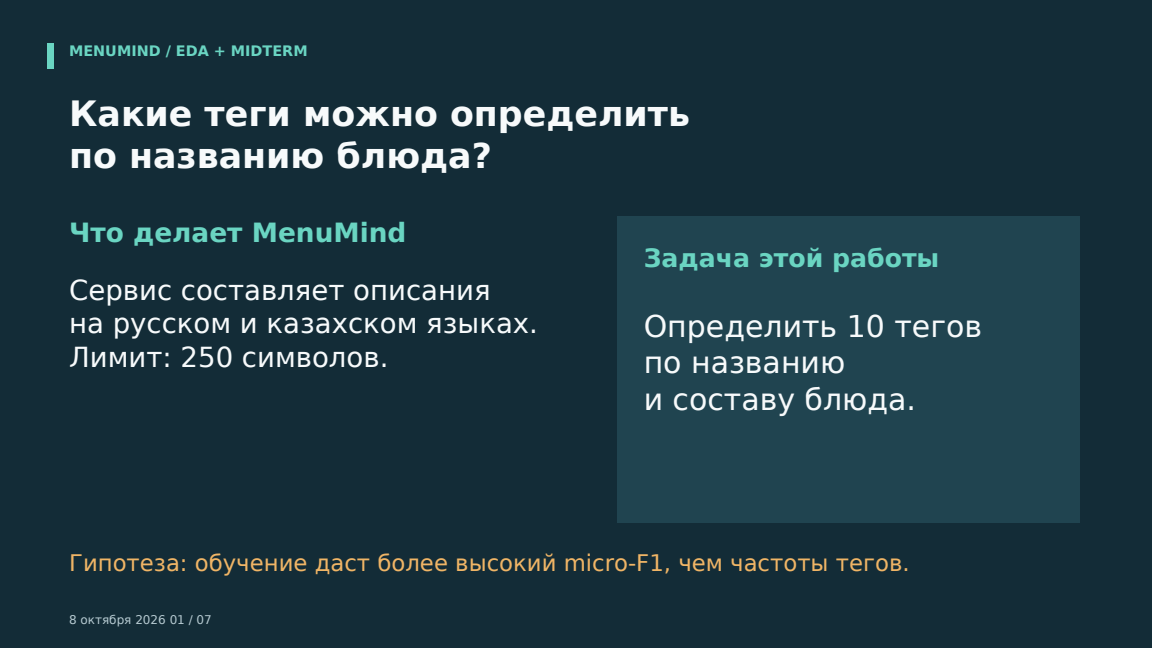 MENUMIND / EDA + MIDTERM
Какие теги можно определить
по названию блюда?
Что делает MenuMind
Сервис составляет описания
на русском и казахском языках.
Лимит: 250 символов.
Задача этой работы
Определить 10 тегов
по названию
и составу блюда.
Гипотеза: обучение даст более высокий micro-F1, чем частоты тегов.
8 октября 2026 01 / 07